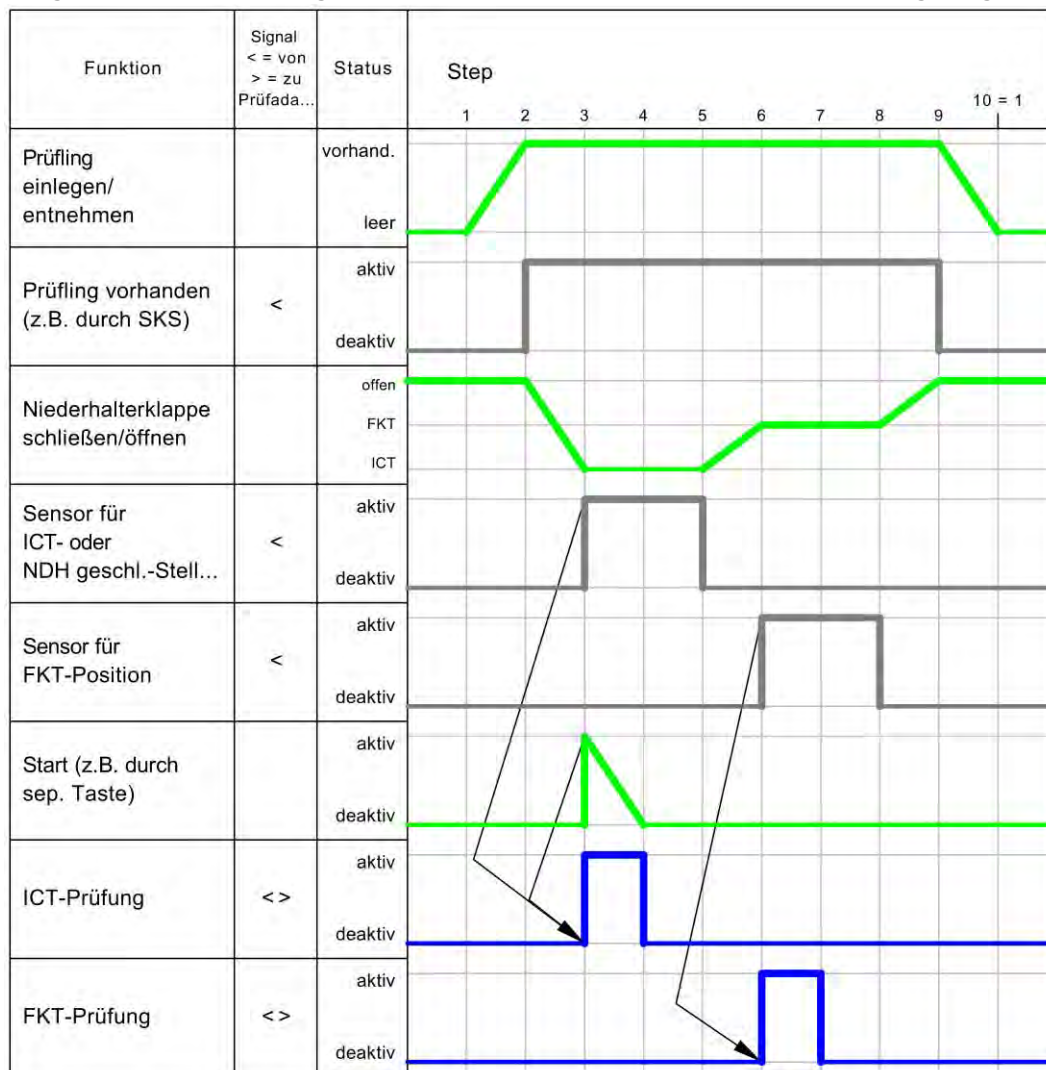 Funktion
Signal
< = von
> = zu
Prüfada...
Status
Step
1 2 3 4 5 6 7 8 9 10 = 1
Prüfling
einlegen/
entnehmen
vorhand.
leer
Prüfling vorhanden
(z.B. durch SKS)
<
aktiv
deaktiv
Niederhalterklappe
schließen/öffnen
offen
FKT
ICT
Sensor für
ICT- oder
NDH geschl.-Stell...
<
aktiv
deaktiv
Sensor für
FKT-Position
<
aktiv
deaktiv
Start (z.B. durch
sep. Taste)
aktiv
deaktiv
ICT-Prüfung
<>
aktiv
deaktiv
FKT-Prüfung
<>
aktiv
deaktiv